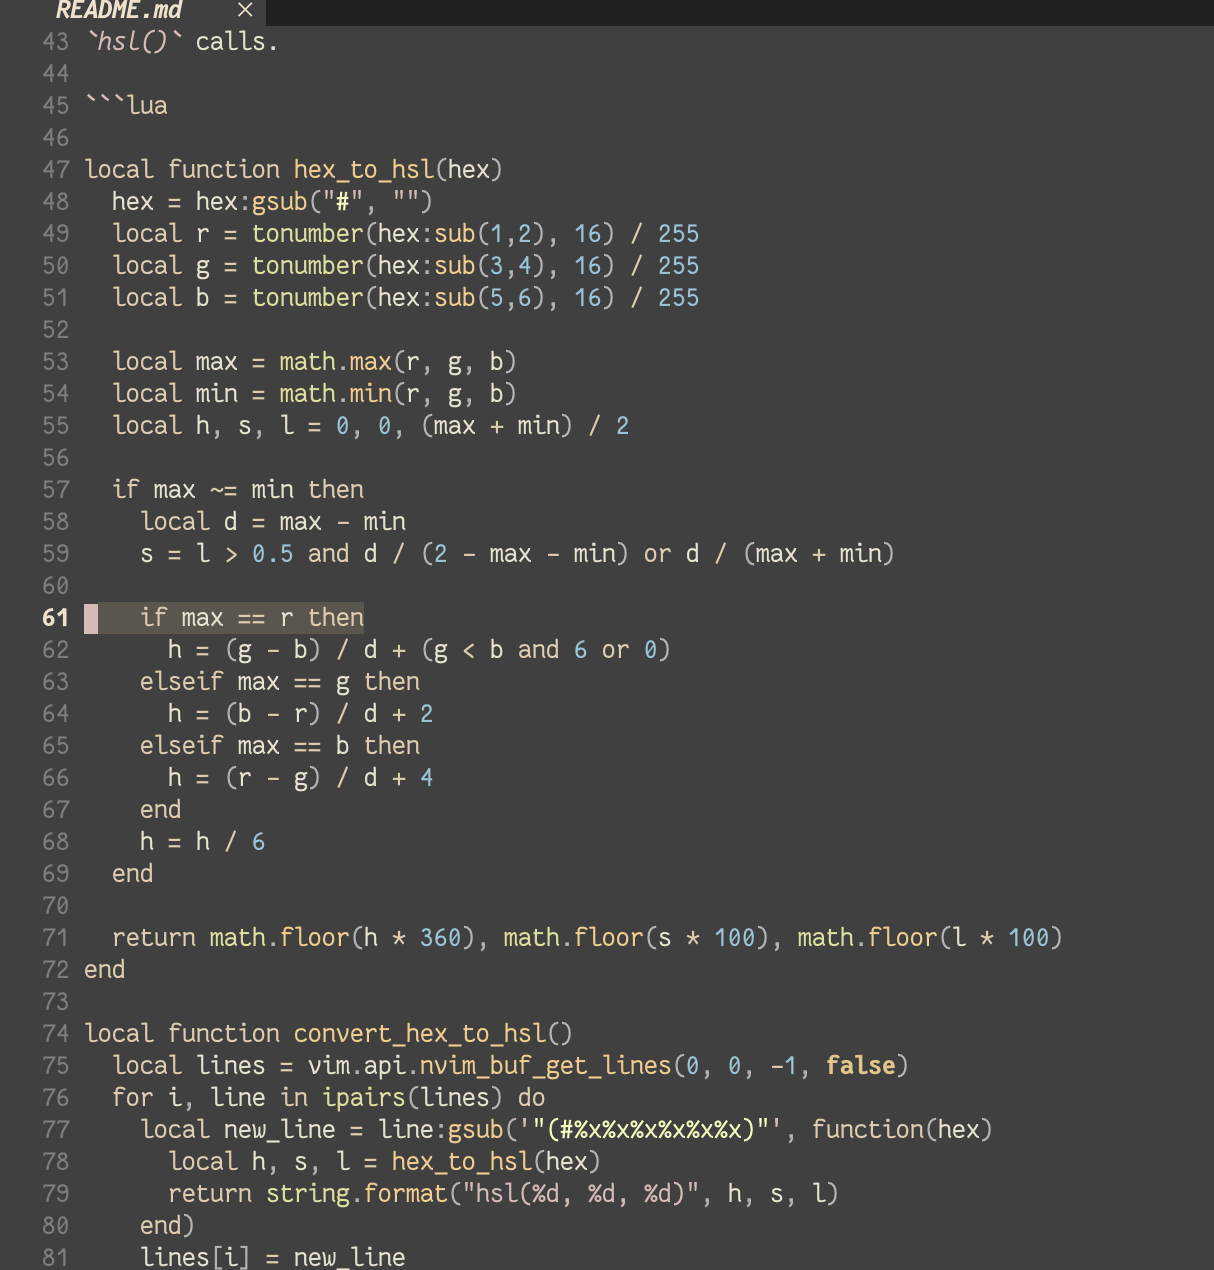 README.md ×
43 `hsl()` calls.
44
45 ```lua
46
47 local function hex_to_hsl(hex)
48   hex = hex:gsub("#", "")
49   local r = tonumber(hex:sub(1,2), 16) / 255
50   local g = tonumber(hex:sub(3,4), 16) / 255
51   local b = tonumber(hex:sub(5,6), 16) / 255
52
53   local max = math.max(r, g, b)
54   local min = math.min(r, g, b)
55   local h, s, l = 0, 0, (max + min) / 2
56
57   if max ~= min then
58     local d = max - min
59     s = l > 0.5 and d / (2 - max - min) or d / (max + min)
60
61     if max == r then
62       h = (g - b) / d + (g < b and 6 or 0)
63     elseif max == g then
64       h = (b - r) / d + 2
65     elseif max == b then
66       h = (r - g) / d + 4
67     end
68     h = h / 6
69   end
70
71   return math.floor(h * 360), math.floor(s * 100), math.floor(l * 100)
72 end
73
74 local function convert_hex_to_hsl()
75   local lines = vim.api.nvim_buf_get_lines(0, 0, -1, false)
76   for i, line in ipairs(lines) do
77     local new_line = line:gsub('"(#%x%x%x%x%x%x)"', function(hex)
78       local h, s, l = hex_to_hsl(hex)
79       return string.format("hsl(%d, %d, %d)", h, s, l)
80     end)
81     lines[i] = new_line